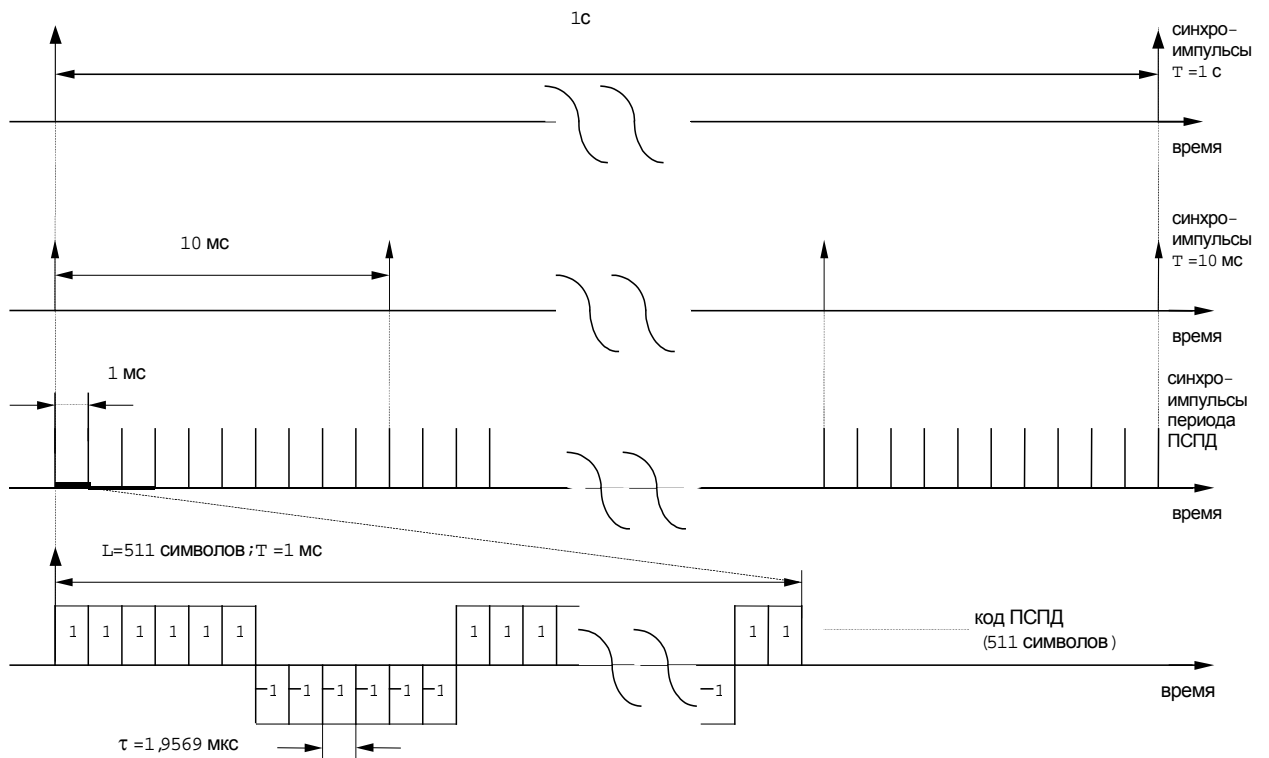 1с
синхро-
импульсы
T =1 с
время
10 мс
синхро-
импульсы
T =10 мс
время
1 мс
синхро-
импульсы
периода
ПСПД
время
L=511 символов; T =1 мс
1 1 1 1 1 1 1 1 1 1 1
код ПСПД
(511 символов)
-1 -1 -1 -1 -1 -1 -1
время
τ =1,9569 мкс